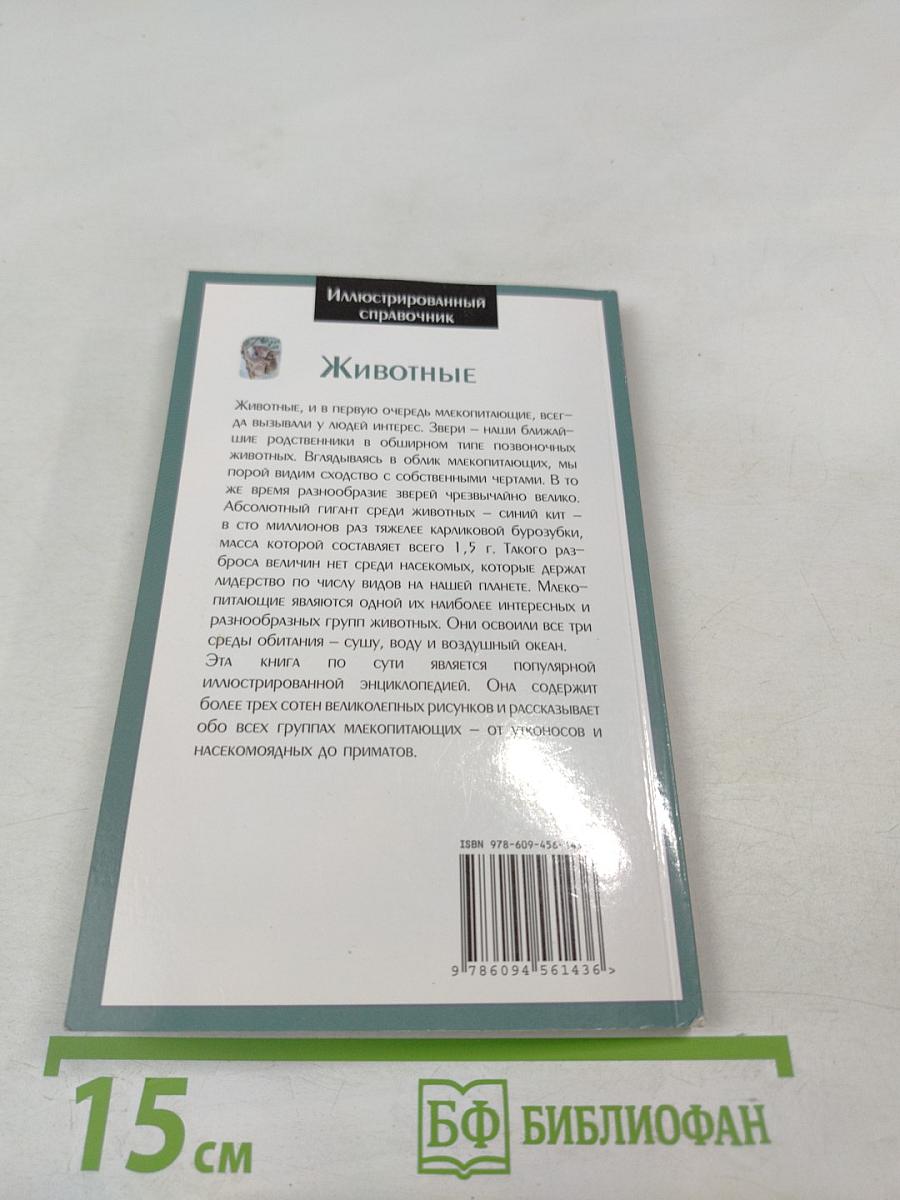 Иллюстрированный
справочник
Животные
Животные, и в первую очередь млекопитающие, всег–
да вызывали у людей интерес. Звери – наши ближай–
шие родственники в обширном типе позвоночных
животных. Вглядываясь в облик млекопитающих, мы
порой видим сходство с собственными чертами. В то
же время разнообразие зверей чрезвычайно велико.
Абсолютный гигант среди животных – синий кит –
в сто миллионов раз тяжелее карликовой бурозубки,
масса которой составляет всего 1,5 г. Такого раз–
броса величин нет среди насекомых, которые держат
лидерство по числу видов на нашей планете. Млеко–
питающие являются одной их наиболее интересных и
разнообразных групп животных. Они освоили все три
среды обитания – сушу, воду и воздушный океан.
Эта книга по сути является популярной
иллюстрированной энциклопедией. Она содержит
более трех сотен великолепных рисунков и рассказывает
обо всех группах млекопитающих – от утконосов и
насекомоядных до приматов.
ISBN 978-609-456-
9 786094 561436 >
15 см
БФ БИБЛИОФАН